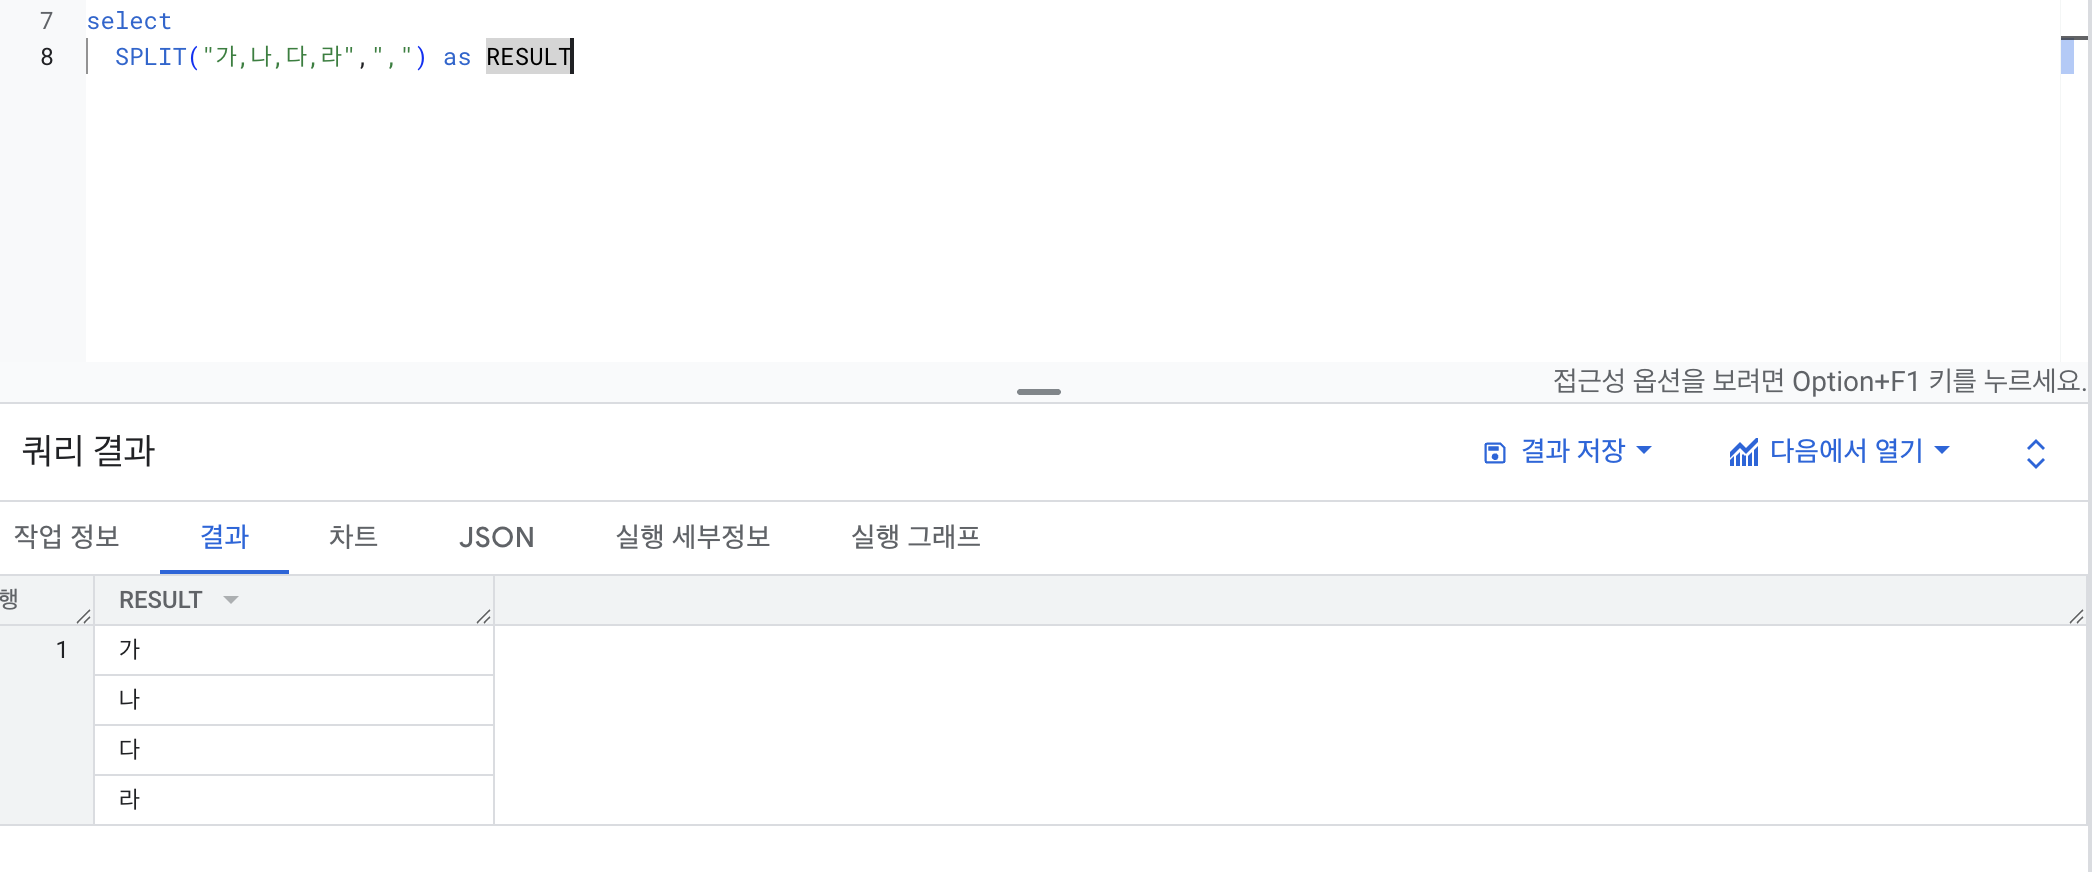 7 select
8 SPLIT("가,나,다,라",",") as RESULT
접근성 옵션을 보려면 Option+F1 키를 누르세요.
쿼리 결과 결과 저장 다음에서 열기
작업 정보 결과 차트 JSON 실행 세부정보 실행 그래프
행 RESULT
1 가
나
다
라